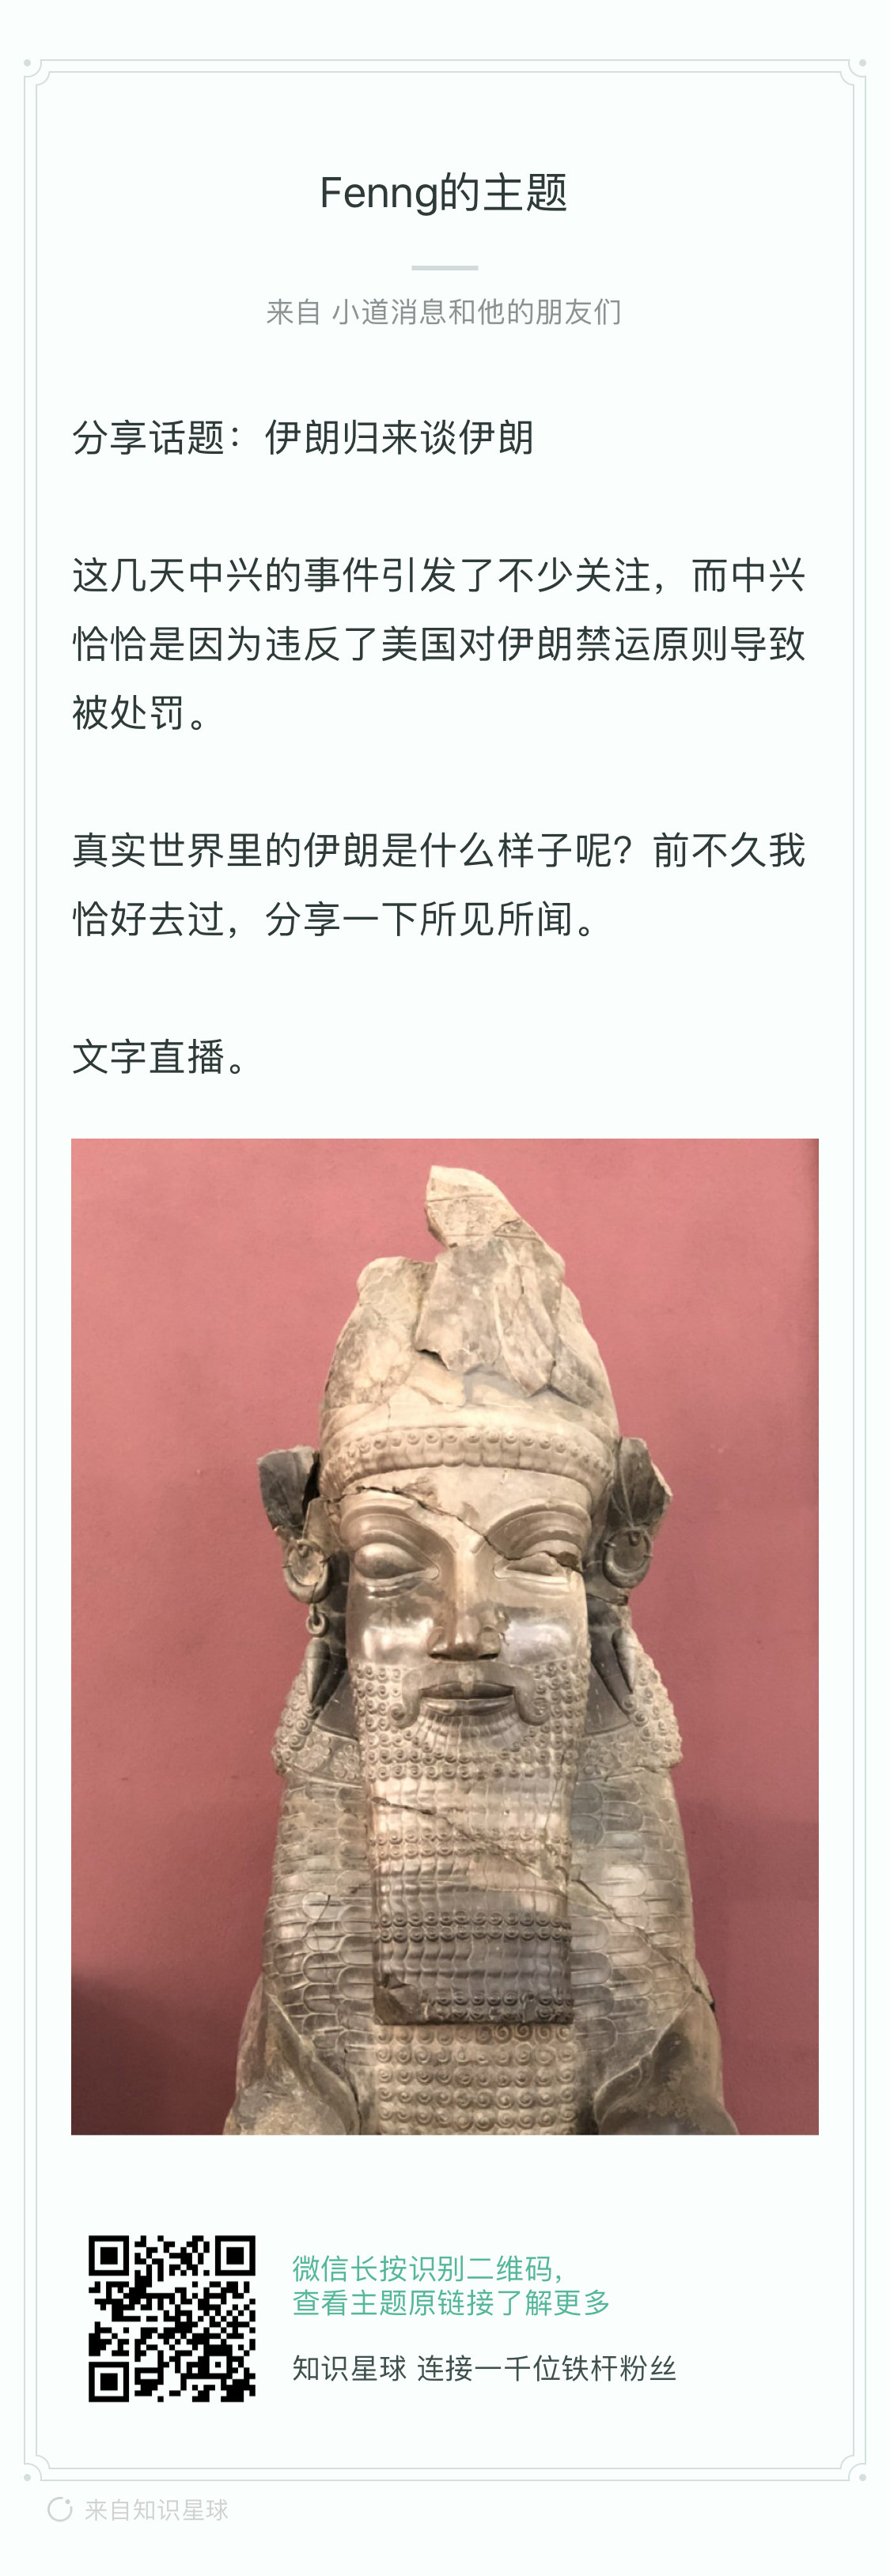 Fenng的主题
来自 小道消息和他的朋友们
分享话题：伊朗归来谈伊朗
这几天中兴的事件引发了不少关注，而中兴
恰恰是因为违反了美国对伊朗禁运原则导致
被处罚。
真实世界里的伊朗是什么样子呢？前不久我
恰好去过，分享一下所见所闻。
文字直播。
微信长按识别二维码，
查看主题原链接了解更多
知识星球 连接一千位铁杆粉丝
来自知识星球